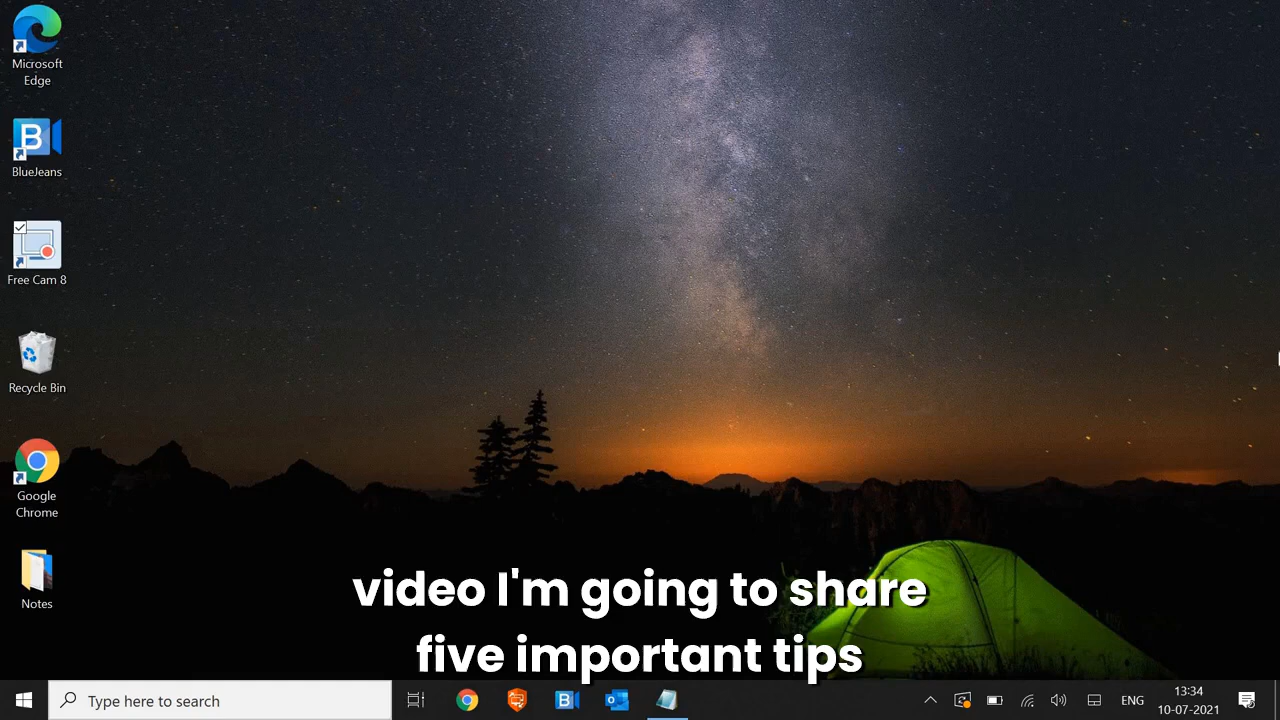 Microsoft
Edge
B
BlueJeans
Free Cam 8
Recycle Bin
Google
Chrome
Notes
video I'm going to share
five important tips
Type here to search
B
ENG
13:34
10-07-2021